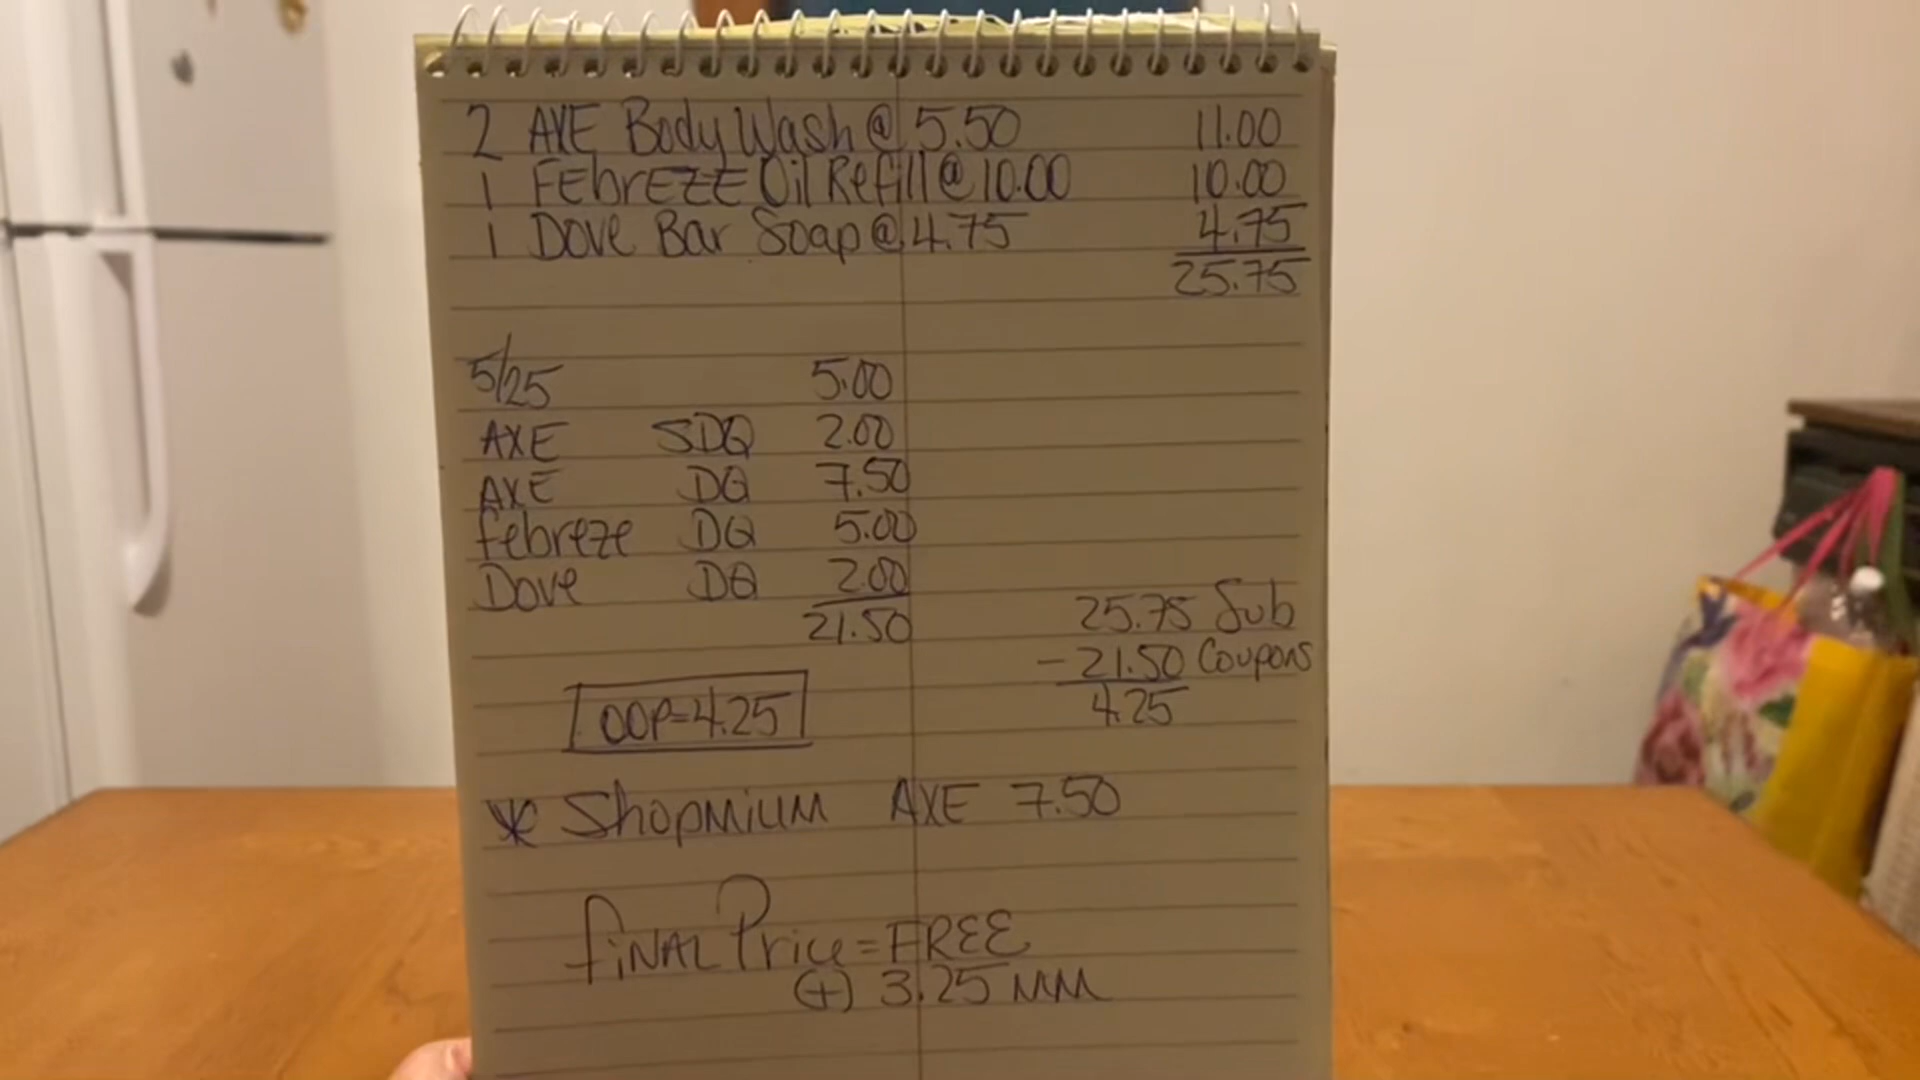 2 AXE Body Wash @ 5.50 11.00
1 FEbrEZE Oil Refill @ 10.00 10.00
1 Dove Bar Soap @ 4.75 4.75
25.75
5/25 5.00
AXE SDQ 2.00
AXE DQ 7.50
febreze DQ 5.00
Dove DQ 2.00
21.50
25.75 Sub
- 21.50 Coupons
4.25
OOP=4.25
* Shopmium AXE 7.50
fiNAL Price = FREE
(+) 3.25 MM